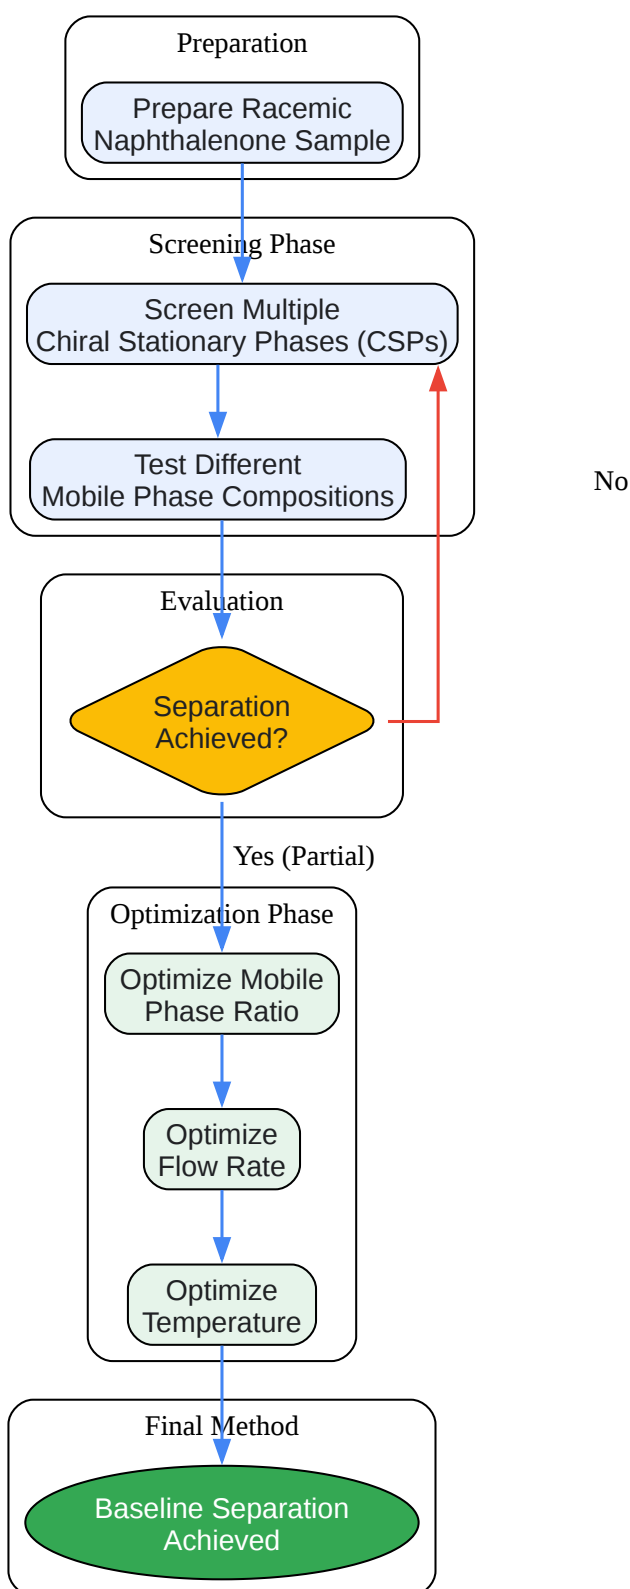 Preparation
Prepare Racemic
Naphthalenone Sample
Screening Phase
Screen Multiple
Chiral Stationary Phases (CSPs)
Test Different
Mobile Phase Compositions
No
Evaluation
Separation
Achieved?
Yes (Partial)
Optimization Phase
Optimize Mobile
Phase Ratio
Optimize
Flow Rate
Optimize
Temperature
Final Method
Baseline Separation
Achieved